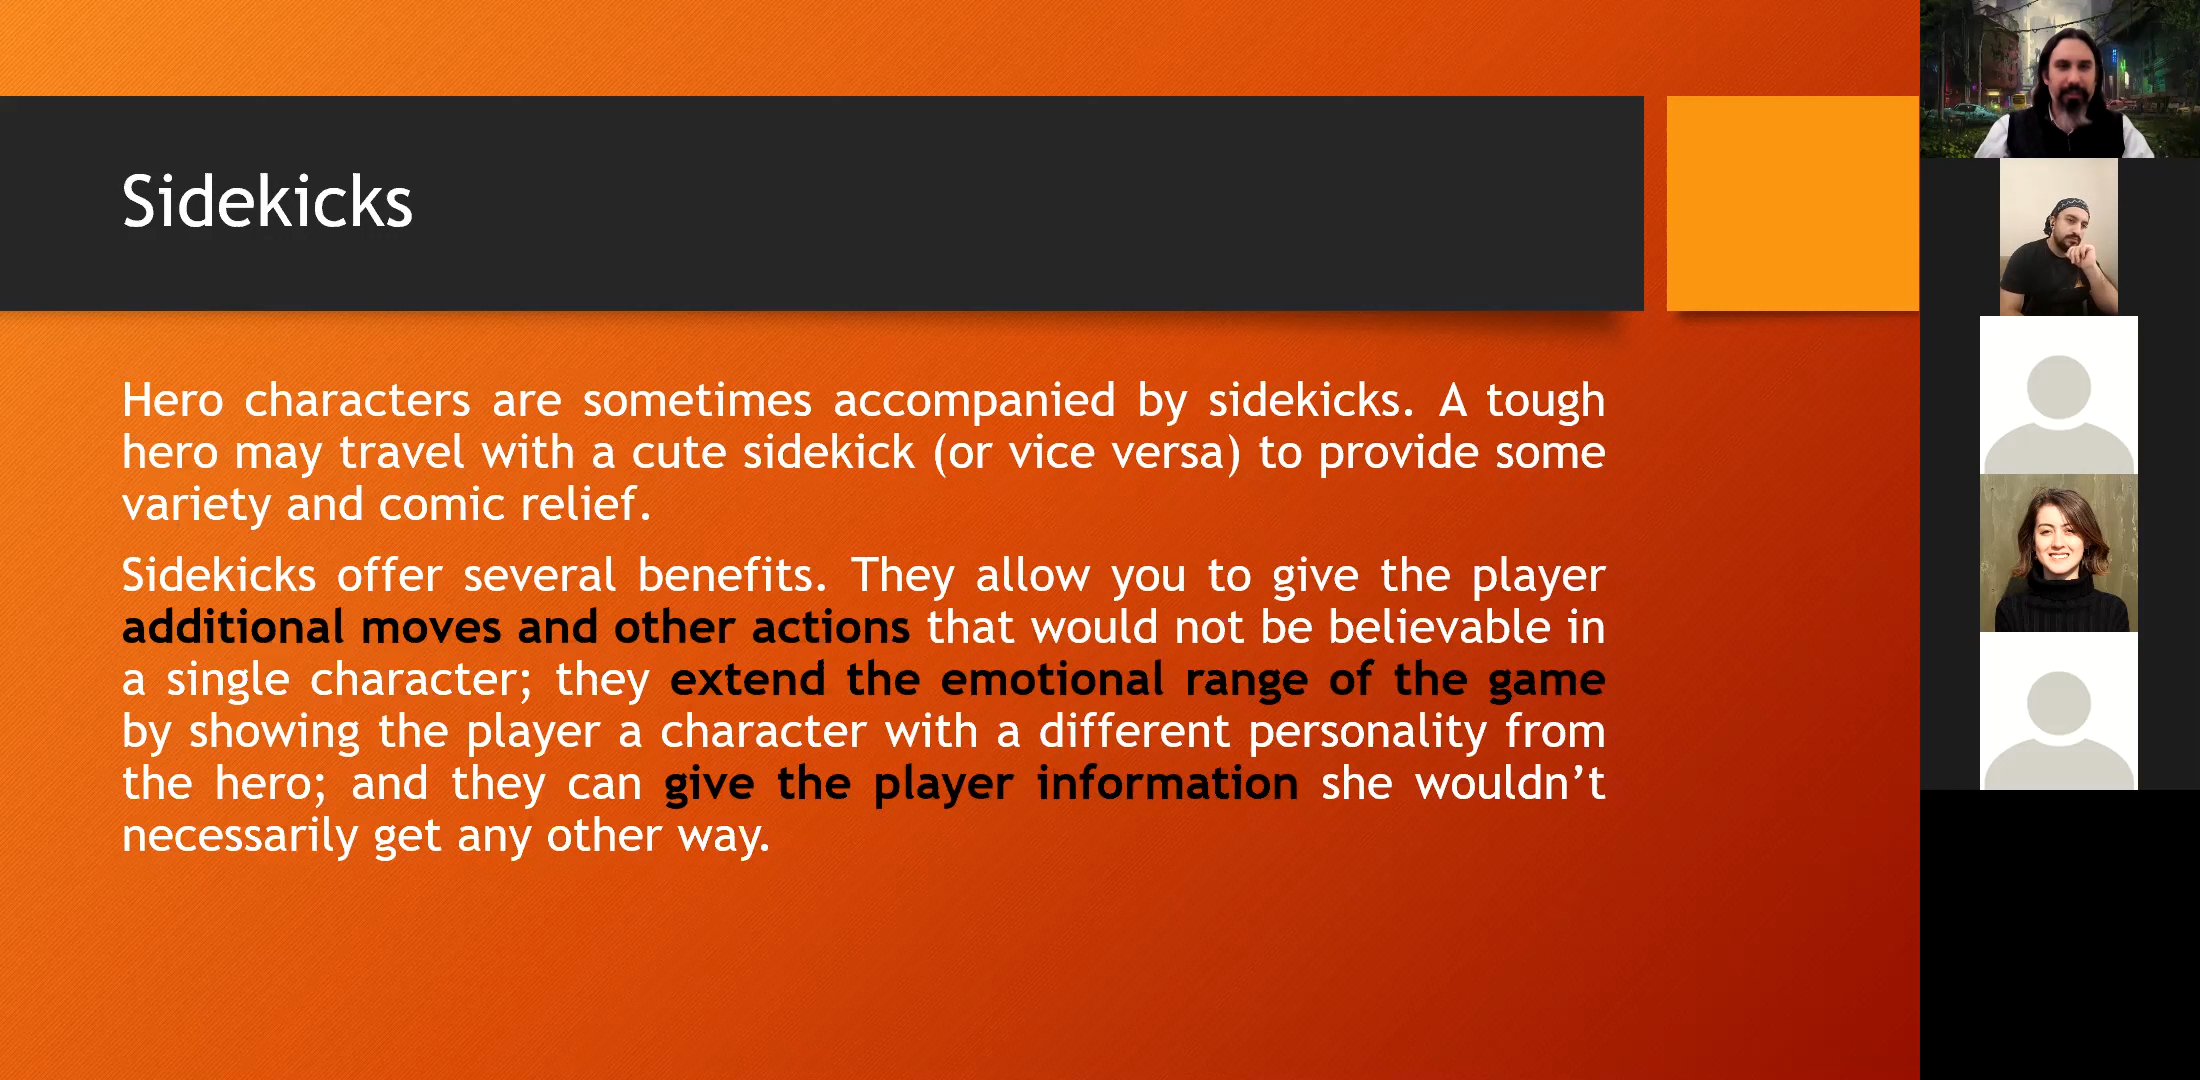 Sidekicks
Hero characters are sometimes accompanied by sidekicks. A tough
hero may travel with a cute sidekick (or vice versa) to provide some
variety and comic relief.
Sidekicks offer several benefits. They allow you to give the player
additional moves and other actions that would not be believable in
a single character; they extend the emotional range of the game
by showing the player a character with a different personality from
the hero; and they can give the player information she wouldn’t
necessarily get any other way.